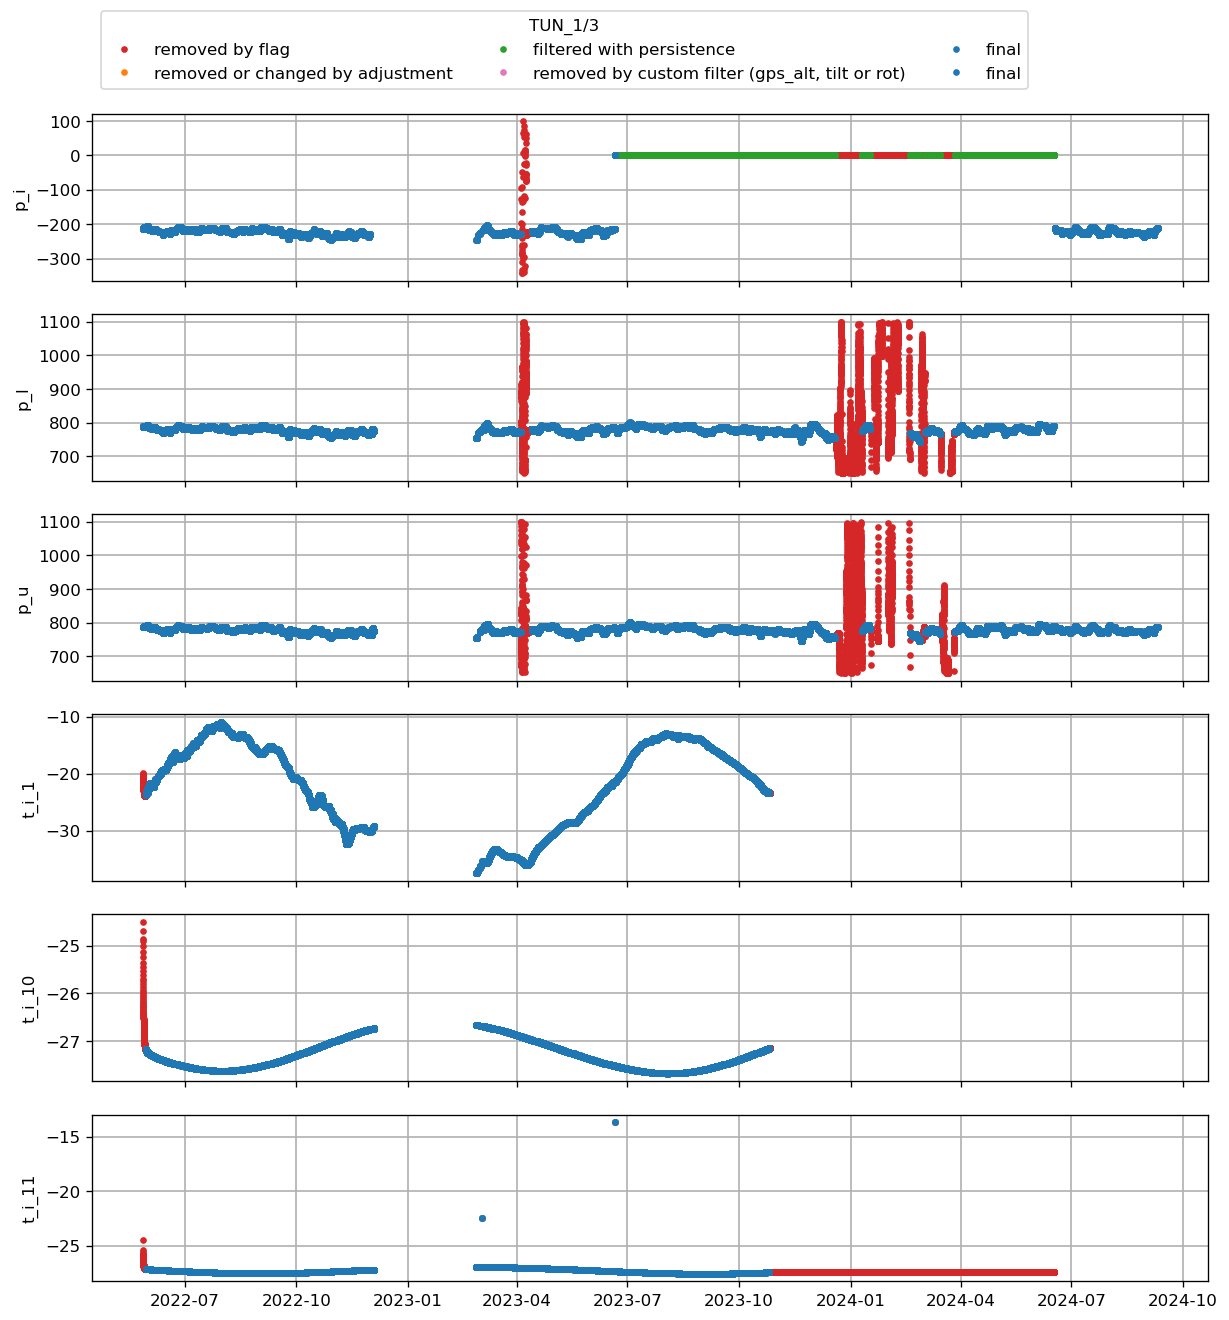 TUN_1/3
removed by flag
filtered with persistence
final
removed or changed by adjustment
removed by custom filter (gps_alt, tilt or rot)
final
100
0
−100
−200
−300
p_i
1100
1000
900
800
700
p_l
1100
1000
900
800
700
p_u
−10
−20
−30
t_i_1
−25
−26
−27
t_i_10
−15
−20
−25
t_i_11
2022-07
2022-10
2023-01
2023-04
2023-07
2023-10
2024-01
2024-04
2024-07
2024-10